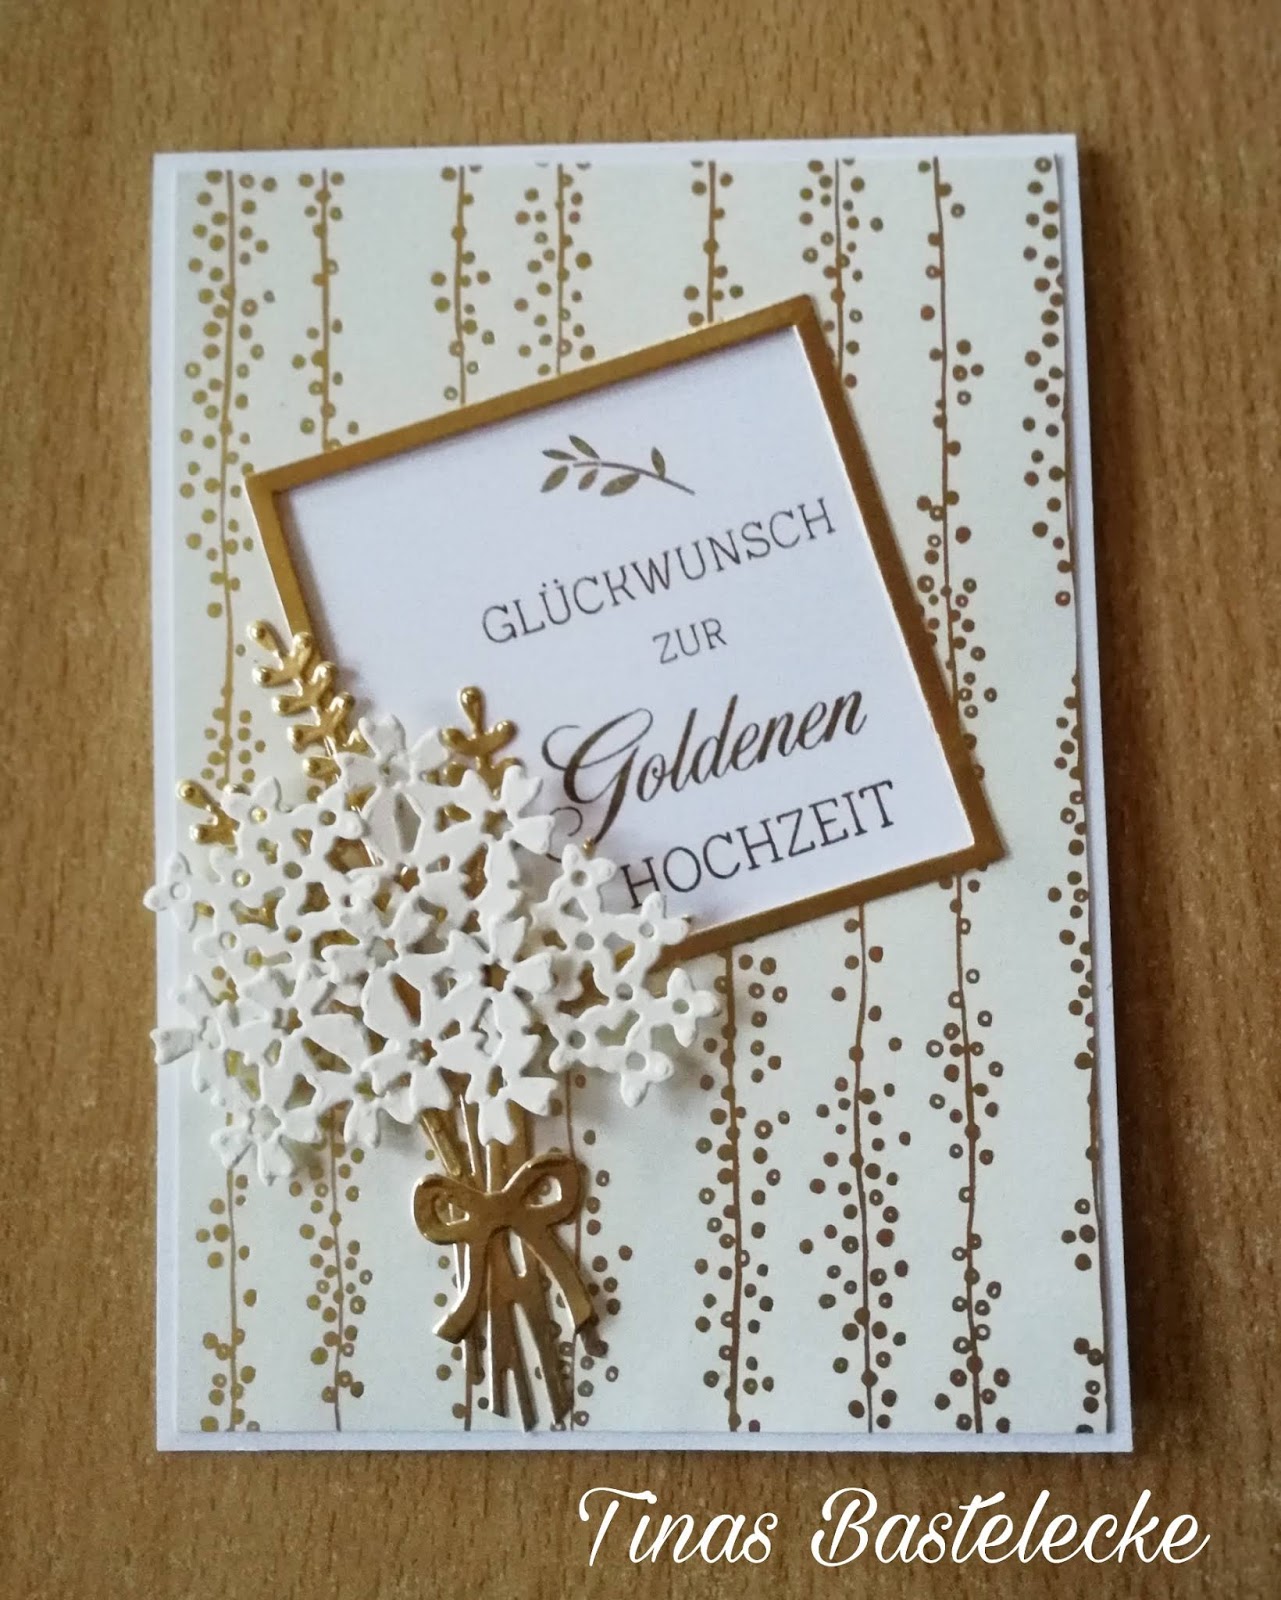 GLÜCKWUNSCH
ZUR
Goldenen
HOCHZEIT
Tinas Bastelecke